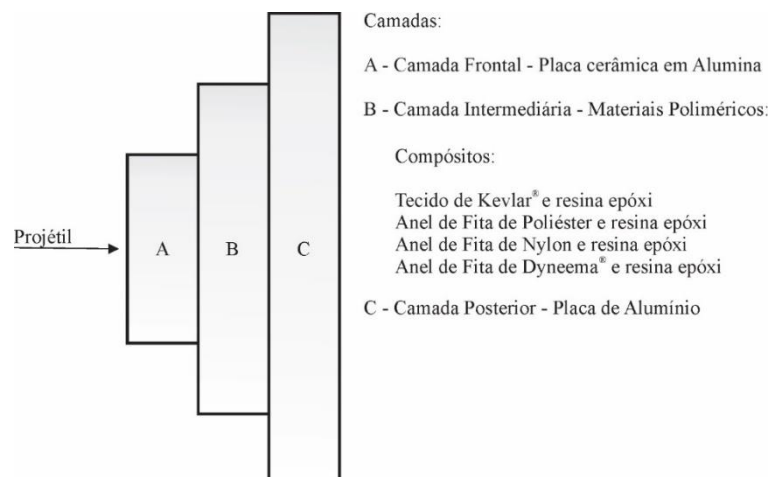 Camadas:
A - Camada Frontal - Placa cerâmica em Alumina
B - Camada Intermediária - Materiais Poliméricos:
Compósitos:
Tecido de Kevlar® e resina epóxi
Anel de Fita de Poliéster e resina epóxi
Anel de Fita de Nylon e resina epóxi
Anel de Fita de Dyneema® e resina epóxi
C - Camada Posterior - Placa de Alumínio
Projétil
A
B
C